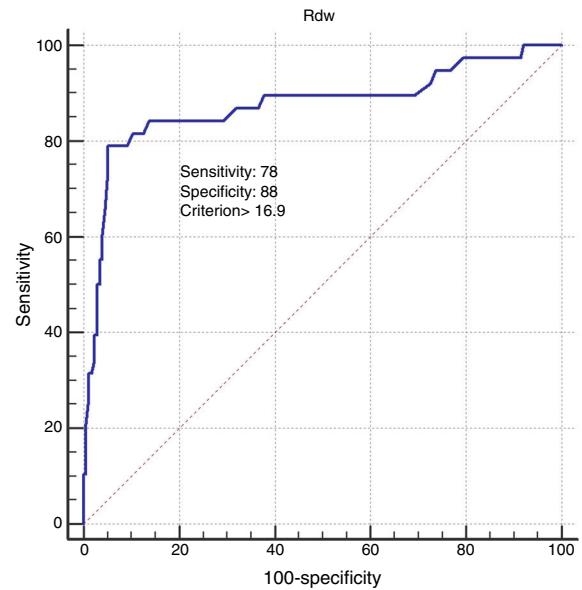 Rdw
100
80
60
40
20
0
Sensitivity
Sensitivity: 78
Specificity: 88
Criterion> 16.9
0 20 40 60 80 100
100-specificity